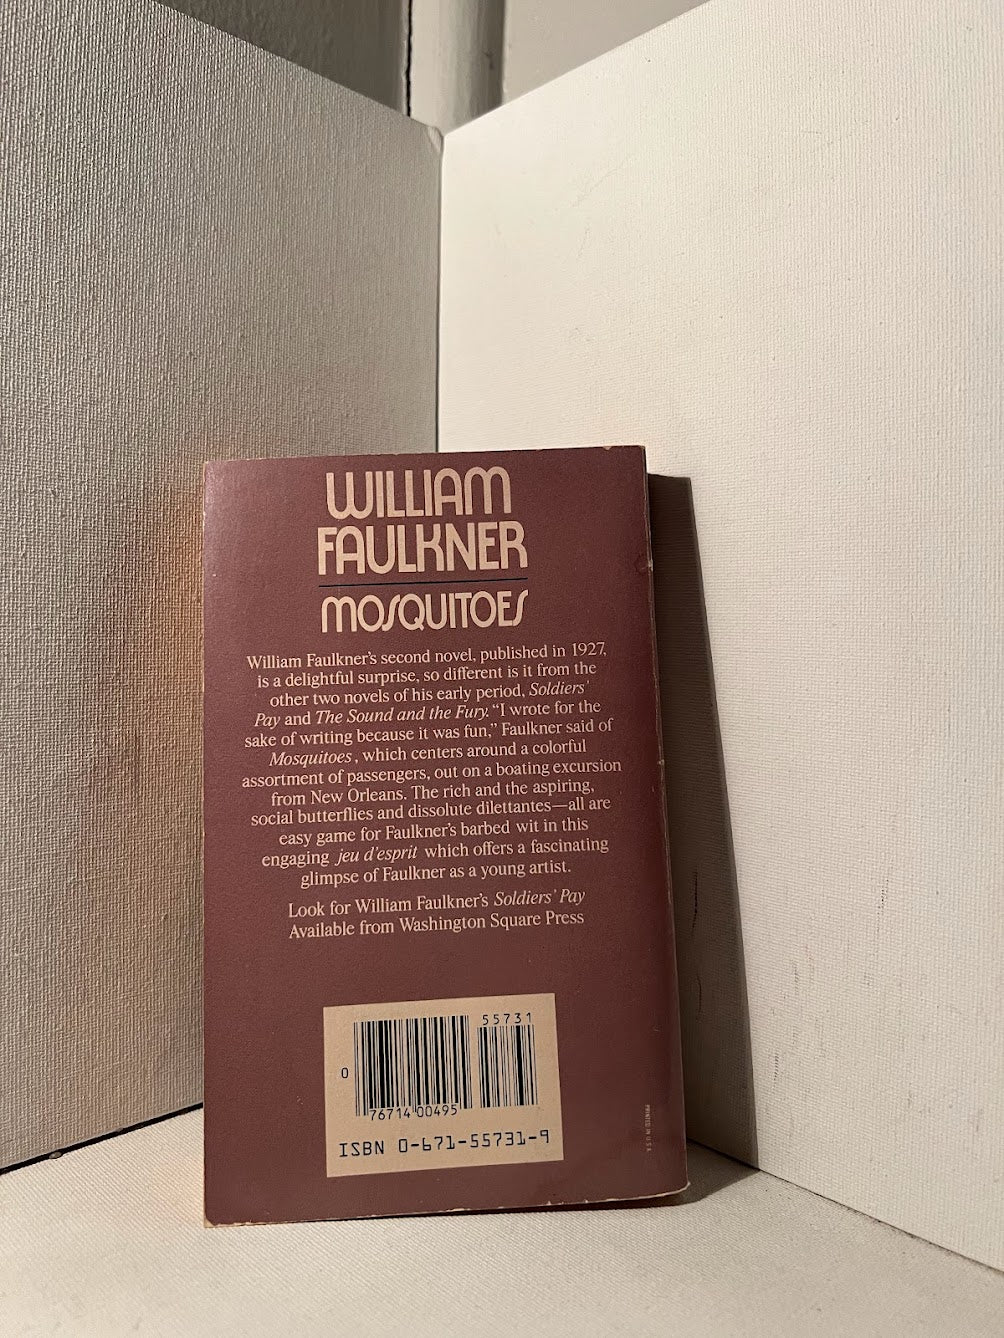 WILLIAM
FAULKNER
MOSQUITOES
William Faulkner's second novel, published in 1927,
is a delightful surprise, so different is it from the
other two novels of his early period, Soldiers'
Pay and The Sound and the Fury. “I wrote for the
sake of writing because it was fun,” Faulkner said of
Mosquitoes, which centers around a colorful
assortment of passengers, out on a boating excursion
from New Orleans. The rich and the aspiring,
social butterflies and dissolute dilettantes—all are
easy game for Faulkner's barbed wit in this
engaging jeu d'esprit which offers a fascinating
glimpse of Faulkner as a young artist.
Look for William Faulkner's Soldiers' Pay
Available from Washington Square Press
55731
0
76714 00495
ISBN 0-671-55731-9
PRINTED IN U.S.A.